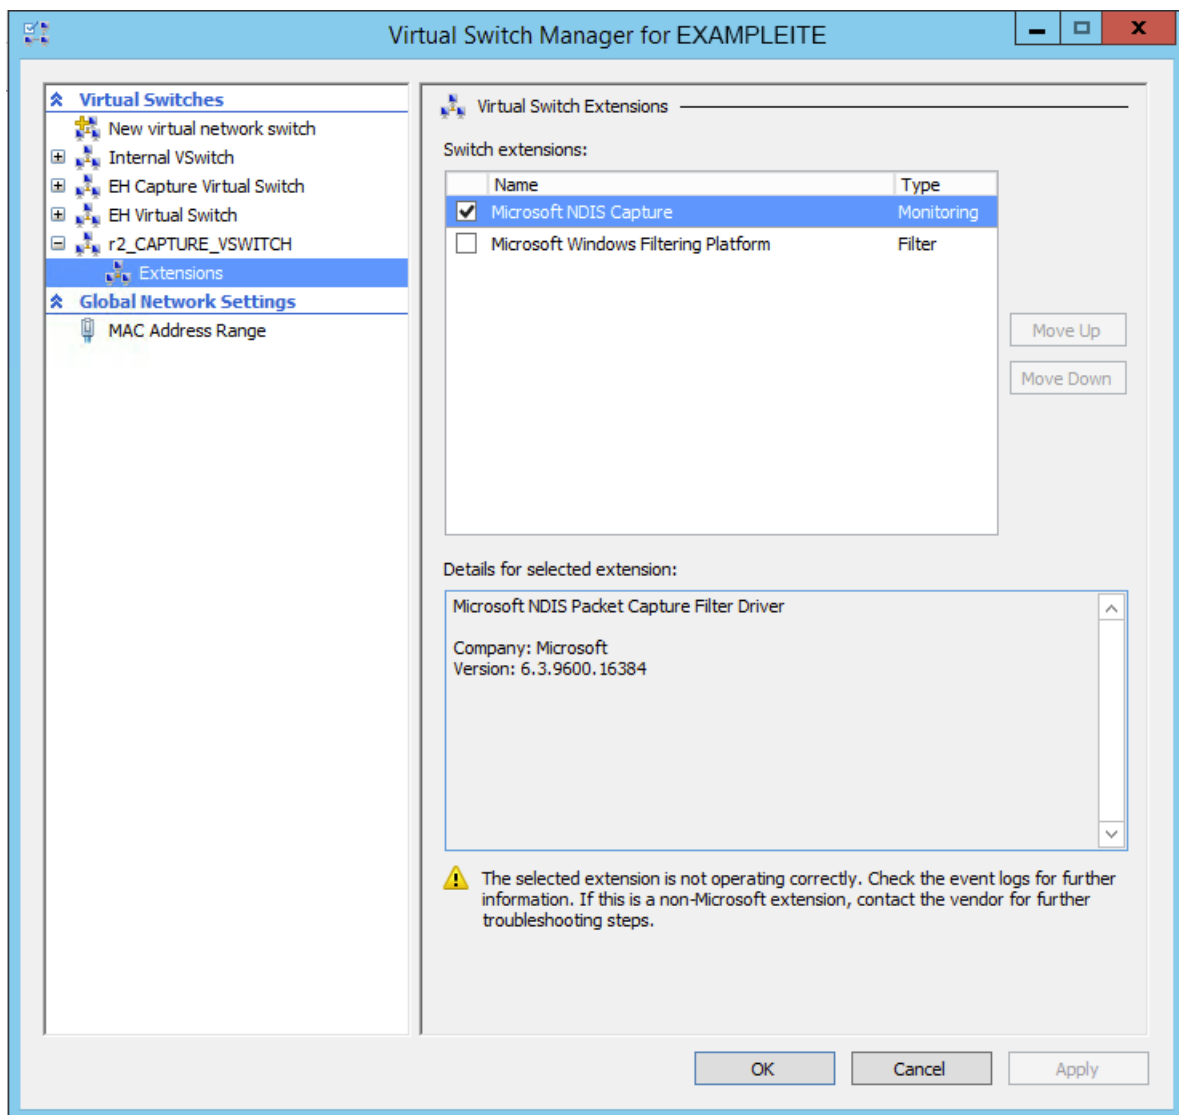 Virtual Switch Manager for EXAMPLEITE
X
Virtual Switches
New virtual network switch
Internal VSwitch
EH Capture Virtual Switch
EH Virtual Switch
r2_CAPTURE_VSWITCH
Extensions
Global Network Settings
MAC Address Range
Virtual Switch Extensions
Switch extensions:
Name Type
Microsoft NDIS Capture Monitoring
Microsoft Windows Filtering Platform Filter
Move Up
Move Down
Details for selected extension:
Microsoft NDIS Packet Capture Filter Driver
Company: Microsoft
Version: 6.3.9600.16384
The selected extension is not operating correctly. Check the event logs for further
information. If this is a non-Microsoft extension, contact the vendor for further
troubleshooting steps.
OK Cancel Apply